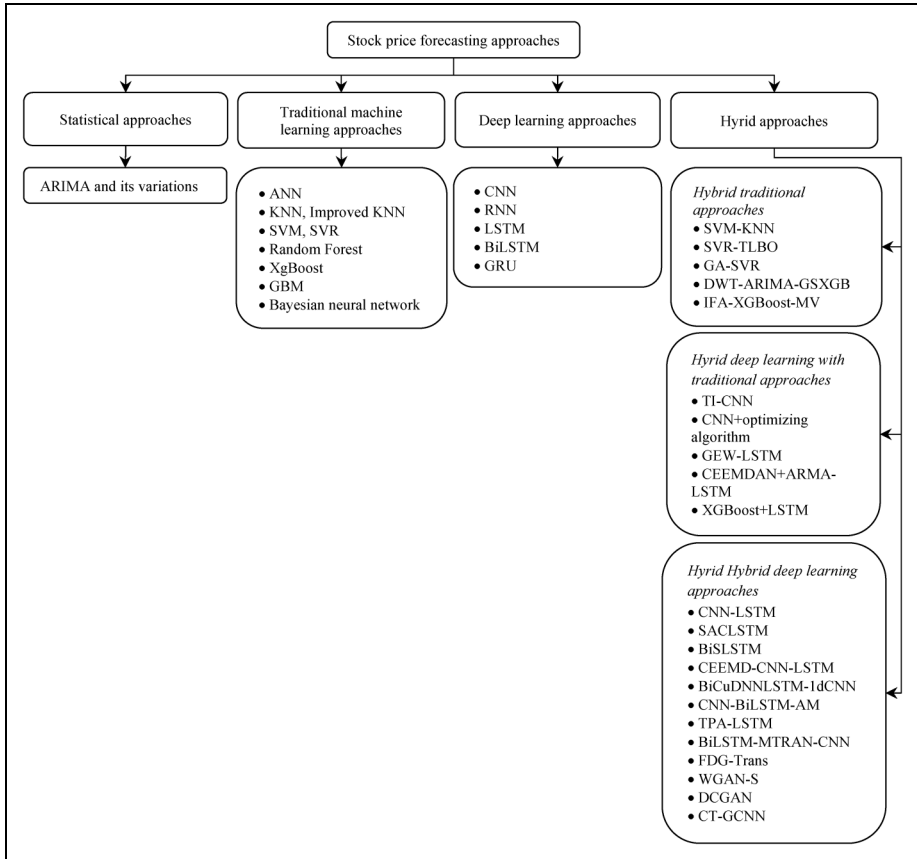 Stock price forecasting approaches
Statistical approaches
Traditional machine
learning approaches
Deep learning approaches
Hyrid approaches
ARIMA and its variations
● ANN
● KNN, Improved KNN
● SVM, SVR
● Random Forest
● XgBoost
● GBM
● Bayesian neural network
● CNN
● RNN
● LSTM
● BiLSTM
● GRU
Hybrid traditional
approaches
● SVM-KNN
● SVR-TLBO
● GA-SVR
● DWT-ARIMA-GSXGB
● IFA-XGBoost-MV
Hyrid deep learning with
traditional approaches
● TI-CNN
● CNN+optimizing
algorithm
● GEW-LSTM
● CEEMDAN+ARMA-
LSTM
● XGBoost+LSTM
Hyrid Hybrid deep learning
approaches
● CNN-LSTM
● SACLSTM
● BiSLSTM
● CEEMD-CNN-LSTM
● BiCuDNNLSTM-1dCNN
● CNN-BiLSTM-AM
● TPA-LSTM
● BiLSTM-MTRAN-CNN
● FDG-Trans
● WGAN-S
● DCGAN
● CT-GCNN